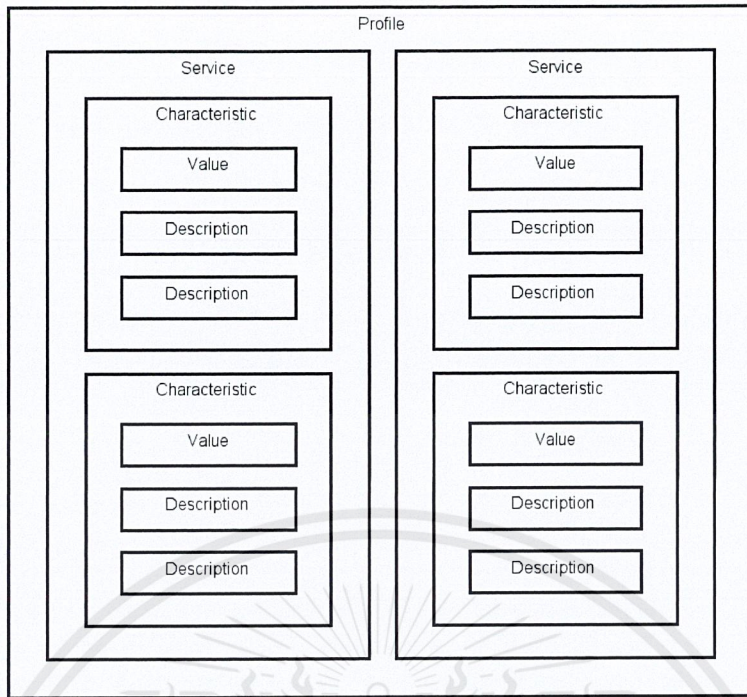 Profile
Service
Characteristic
Value
Description
Description
Characteristic
Value
Description
Description
Service
Characteristic
Value
Description
Description
Characteristic
Value
Description
Description